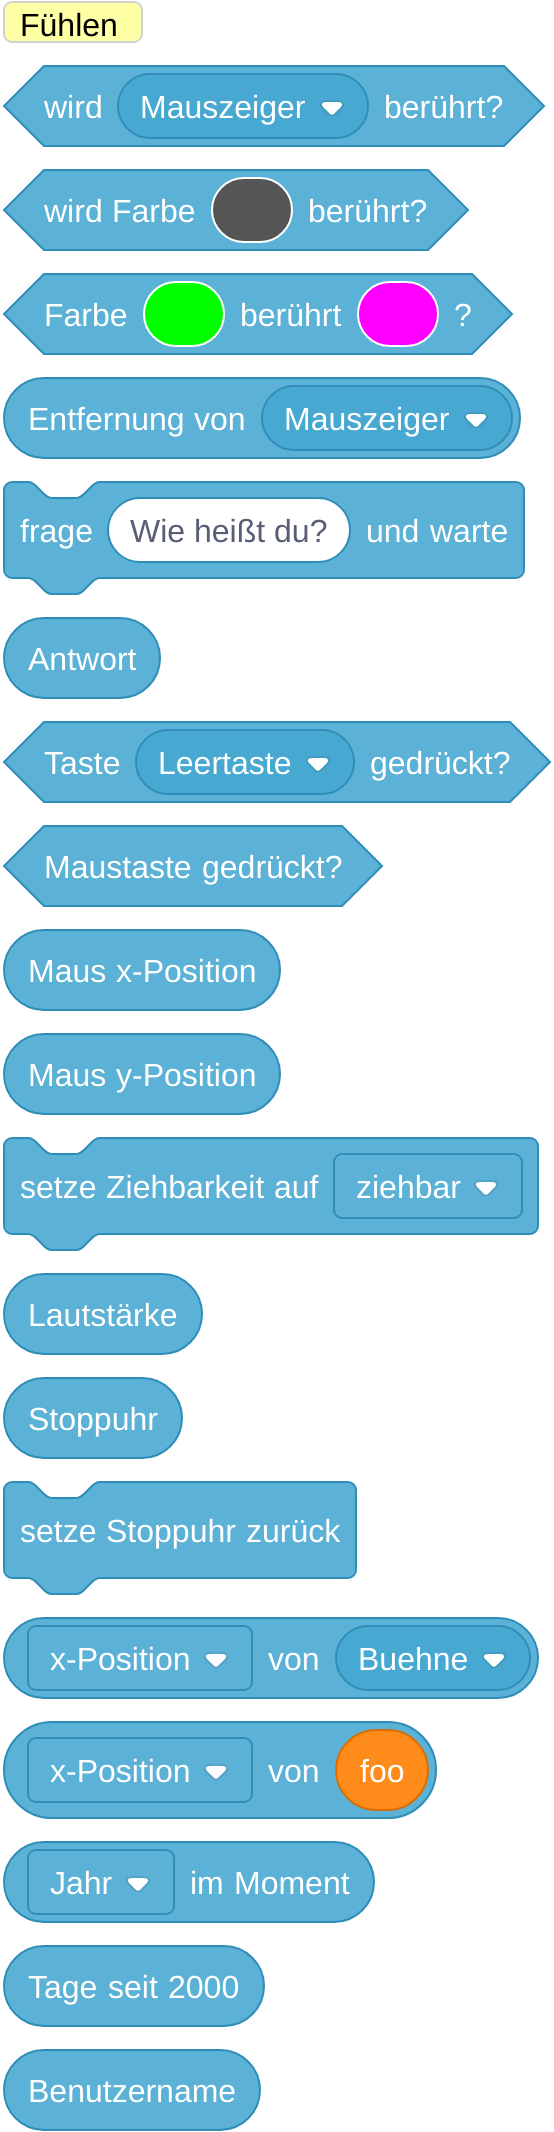 Fühlen
wird Mauszeiger berührt?
wird Farbe berührt?
Farbe berührt ?
Entfernung von Mauszeiger
frage Wie heißt du? und warte
Antwort
Taste Leertaste gedrückt?
Maustaste gedrückt?
Maus x-Position
Maus y-Position
setze Ziehbarkeit auf ziehbar
Lautstärke
Stoppuhr
setze Stoppuhr zurück
x-Position von Buehne
x-Position von foo
Jahr im Moment
Tage seit 2000
Benutzername